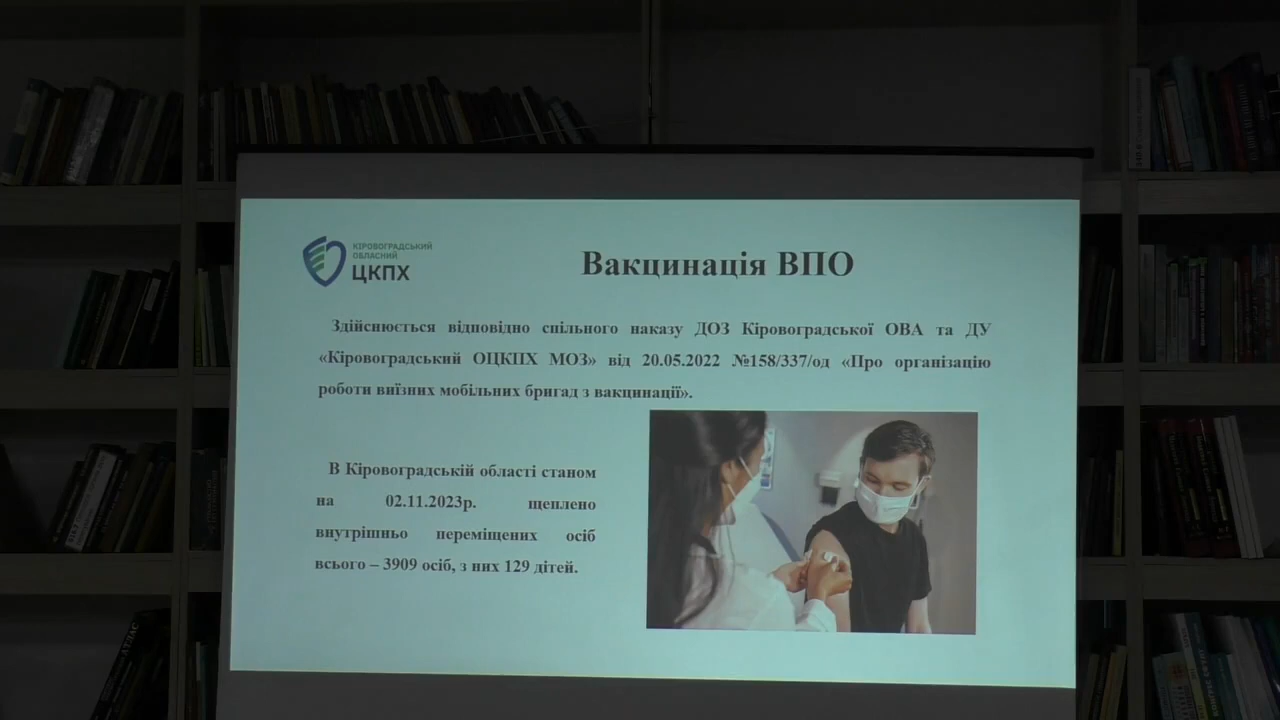 КІРОВОГРАДСЬКИЙ
ОБЛАСНИЙ
ЦКПХ
Вакцинація ВПО
Здійснюється відповідно спільного наказу ДОЗ Кіровоградської ОВА та ДУ
«Кіровоградський ОЦКПХ МОЗ» від 20.05.2022 №158/337/од «Про організацію
роботи виїзних мобільних бригад з вакцинації».
В Кіровоградській області станом
на 02.11.2023р. щеплено
внутрішньо переміщених осіб
всього – 3909 осіб, з них 129 дітей.
АТЛАС